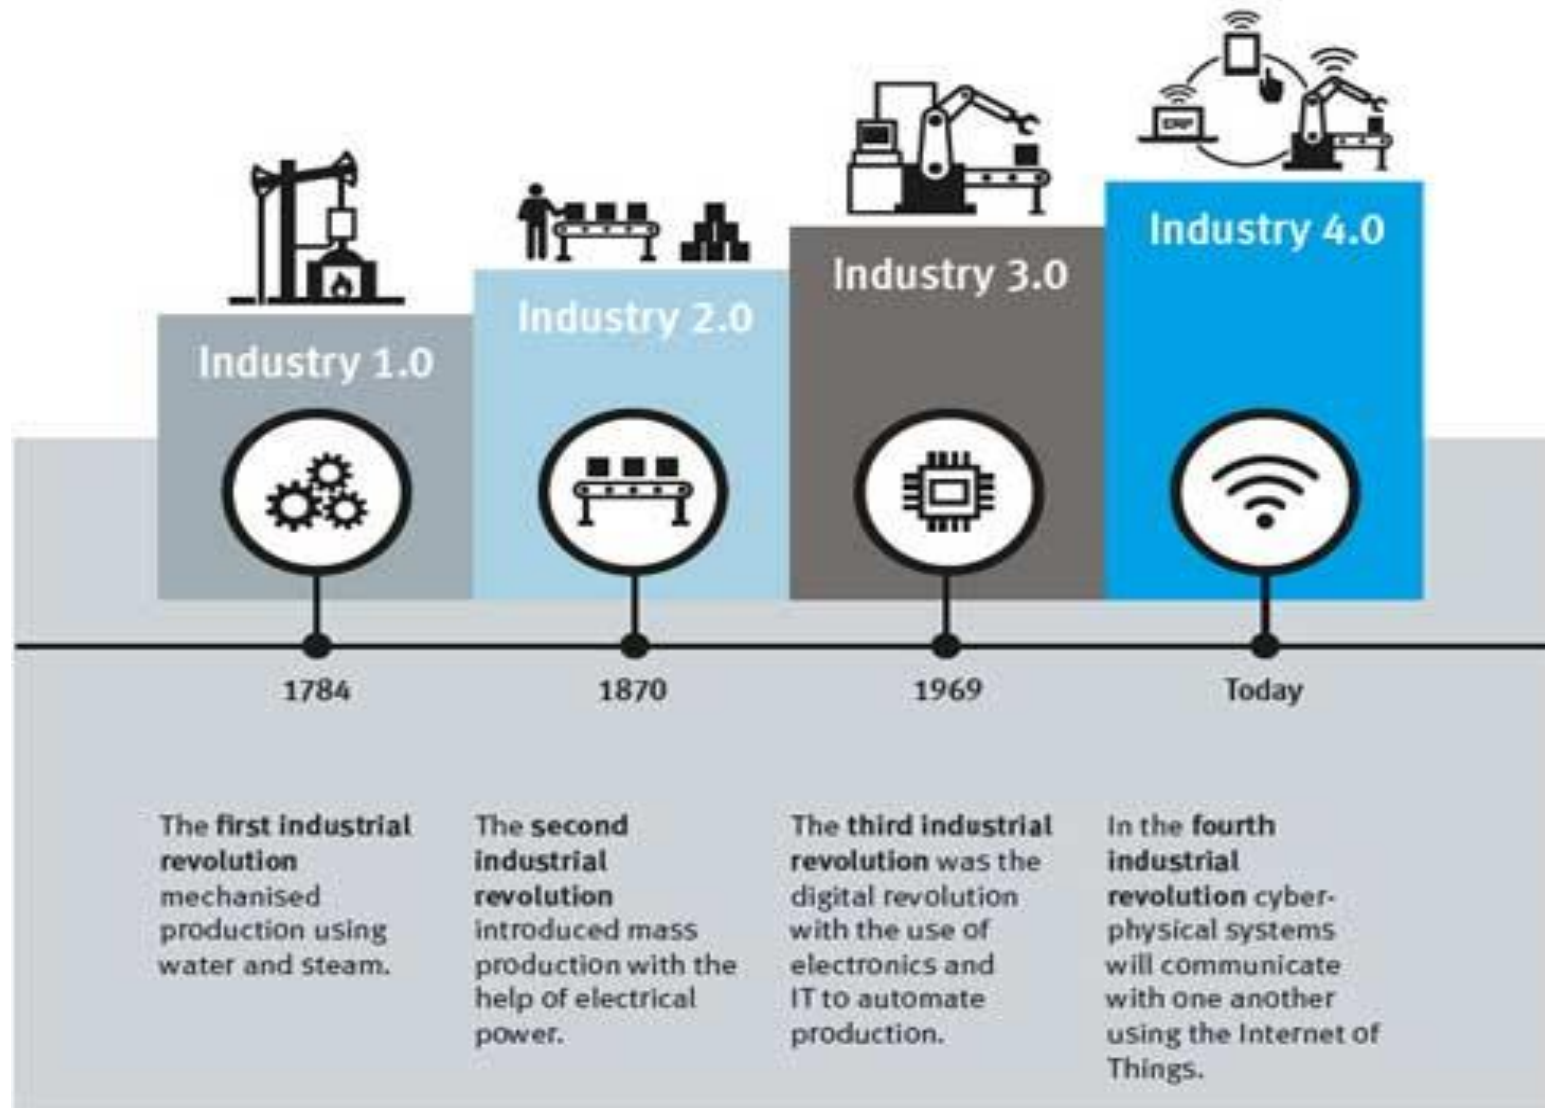 ERP
Industry 1.0
Industry 2.0
Industry 3.0
Industry 4.0
1784
1870
1969
Today
The first industrial
revolution
mechanised
production using
water and steam.
The second
industrial
revolution
introduced mass
production with the
help of electrical
power.
The third industrial
revolution was the
digital revolution
with the use of
electronics and
IT to automate
production.
In the fourth
industrial
revolution cyber-
physical systems
will communicate
with one another
using the Internet of
Things.